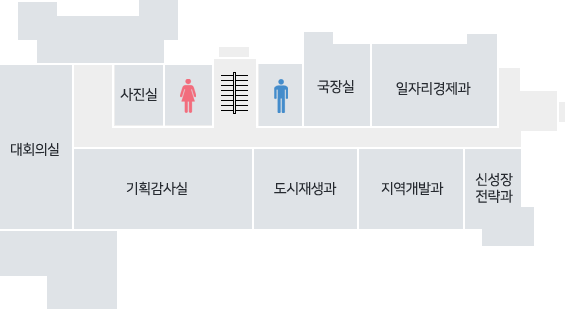 사진실
국장실
일자리경제과
대회의실
기획감사실
도시재생과
지역개발과
신성장
전략과